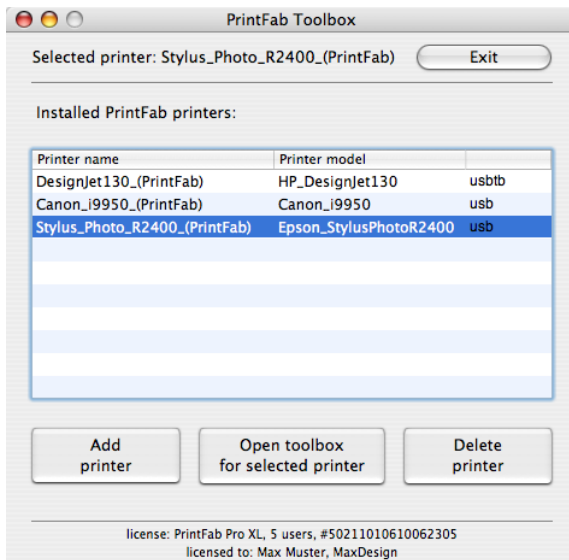 PrintFab Toolbox
Selected printer: Stylus_Photo_R2400_(PrintFab) Exit
Installed PrintFab printers:
Printer name Printer model
DesignJet130_(PrintFab) HP_DesignJet130 usbtb
Canon_i9950_(PrintFab) Canon_i9950 usb
Stylus_Photo_R2400_(PrintFab) Epson_StylusPhotoR2400 usb
Add Open toolbox Delete
printer for selected printer printer
license: PrintFab Pro XL, 5 users, #50211010610062305
licensed to: Max Muster, MaxDesign